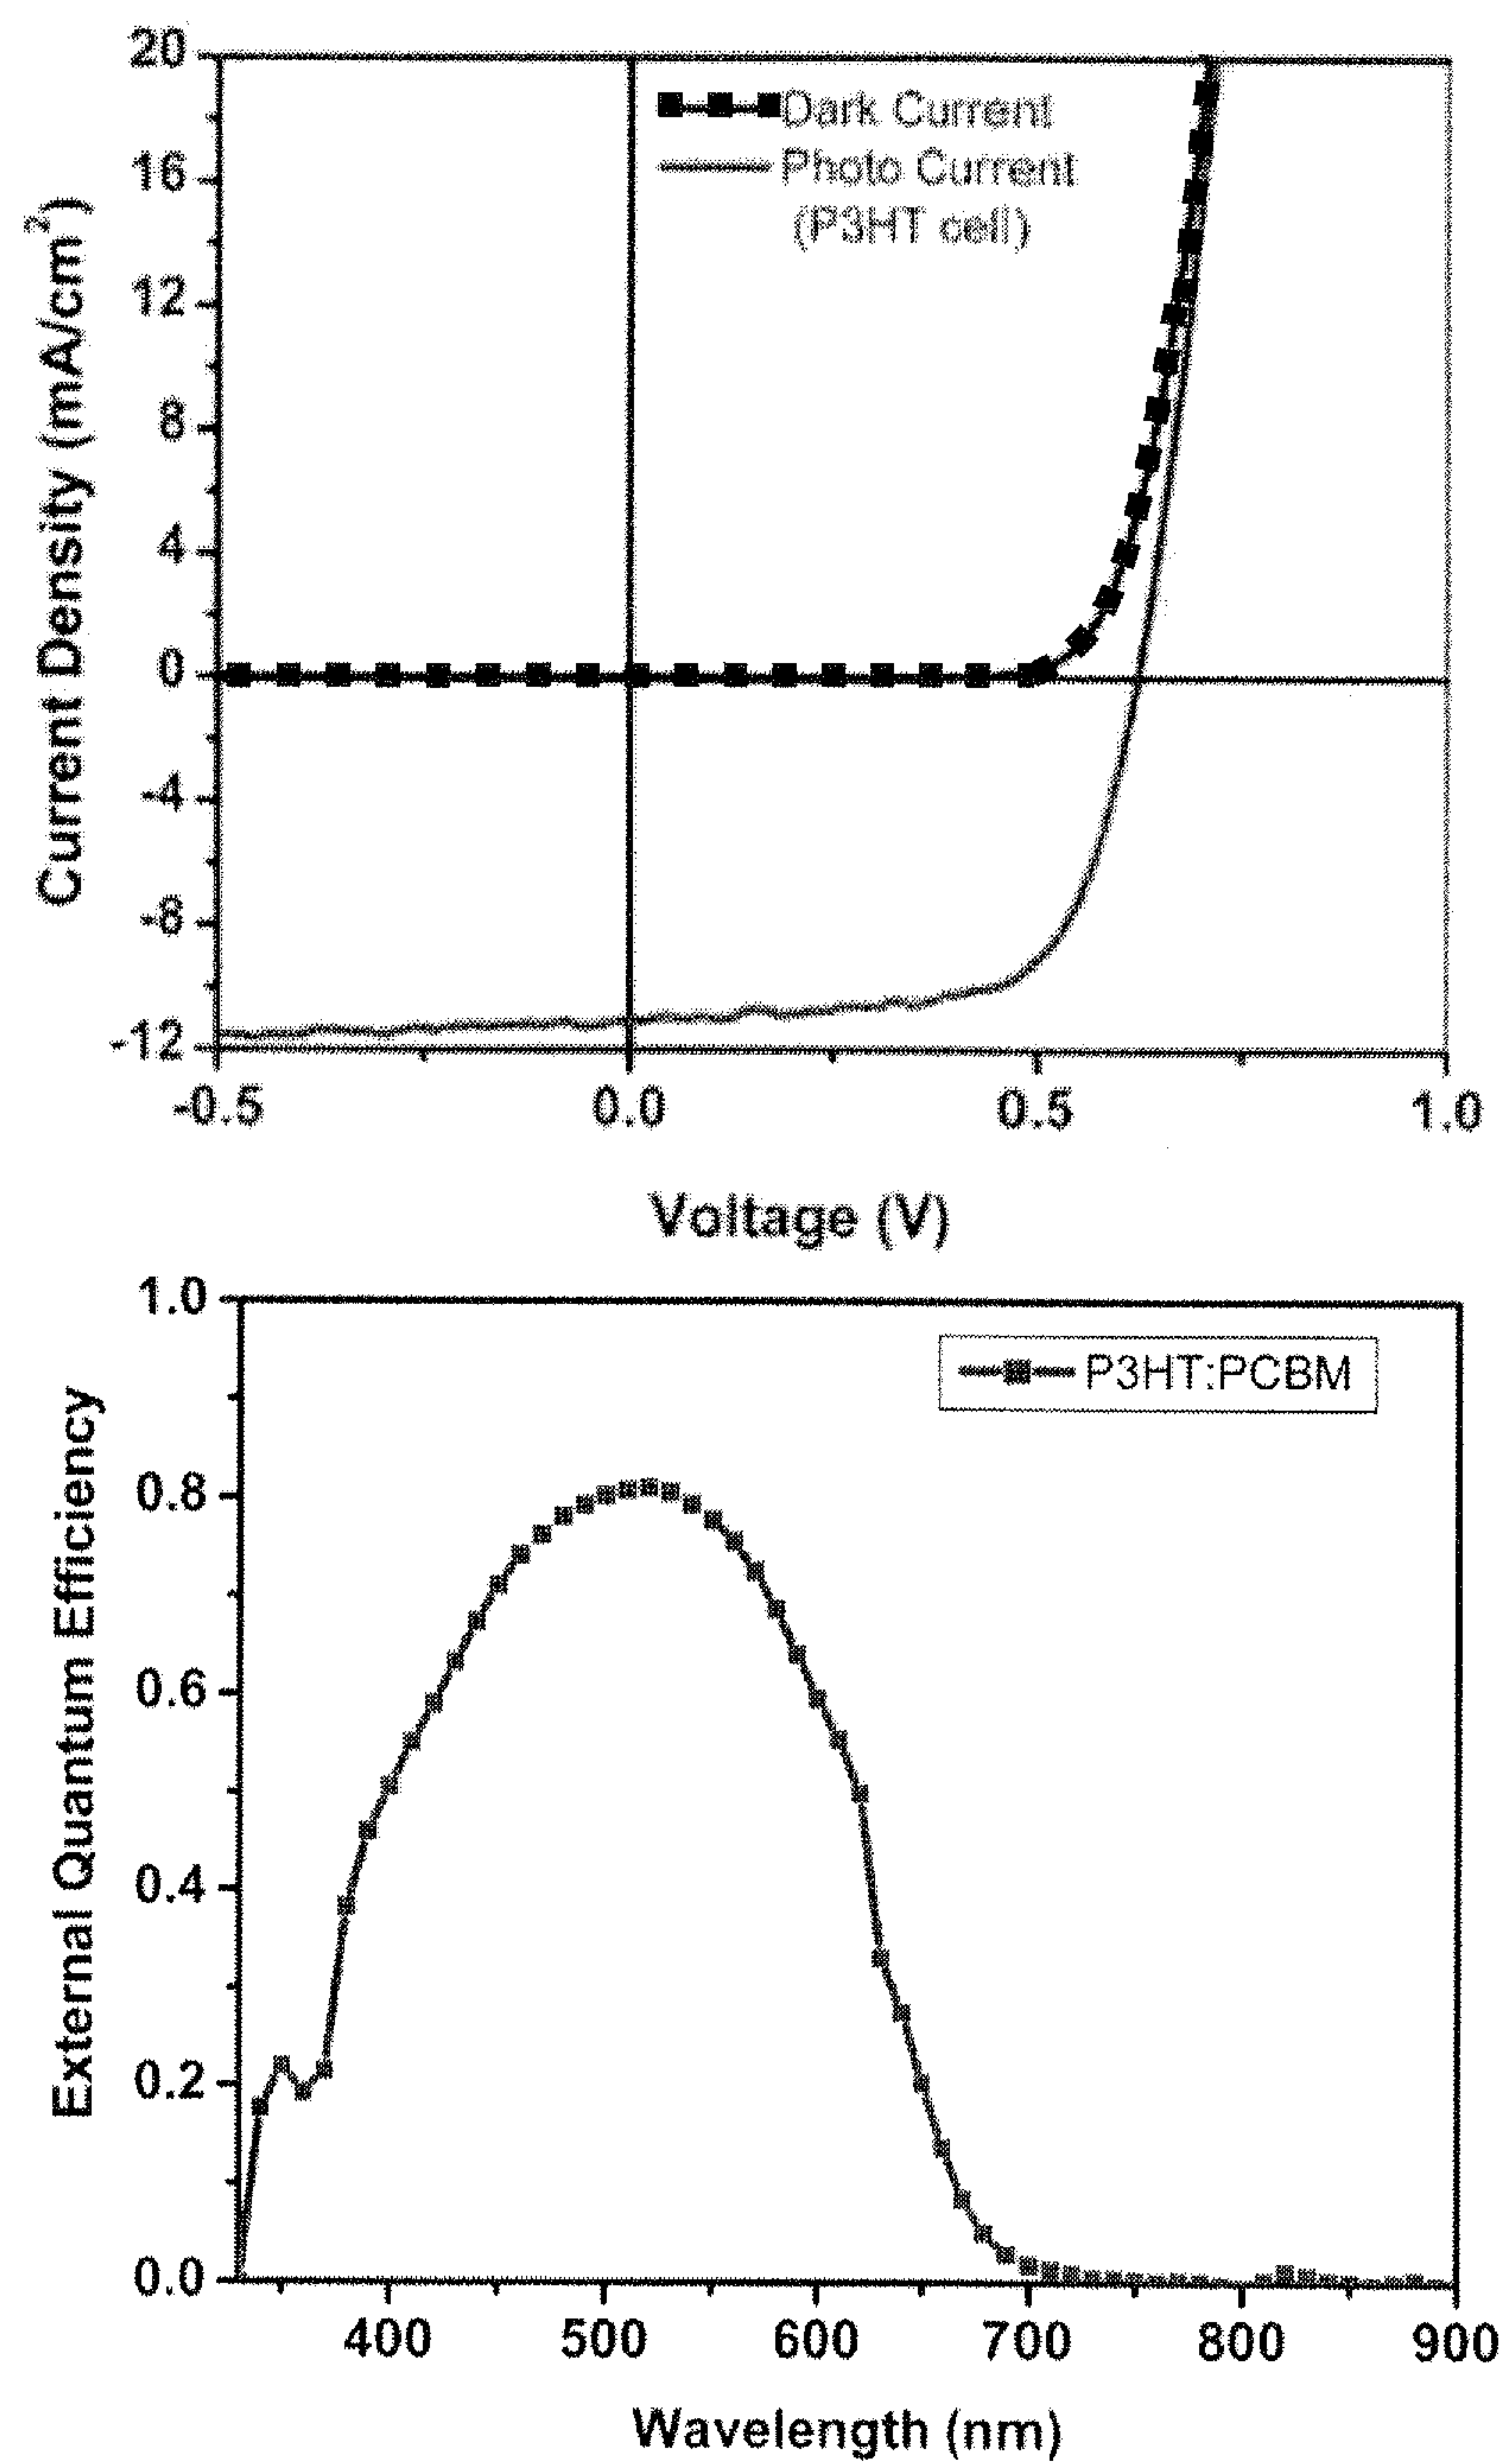 20
16
12
8
4
0
-4
-8
-12
Current Density (mA/cm²)
Dark Current
Photo Current
(P3HT cell)
-0.5 0.0 0.5 1.0
Voltage (V)
1.0
0.8
0.6
0.4
0.2
0.0
External Quantum Efficiency
P3HT:PCBM
400 500 600 700 800 900
Wavelength (nm)